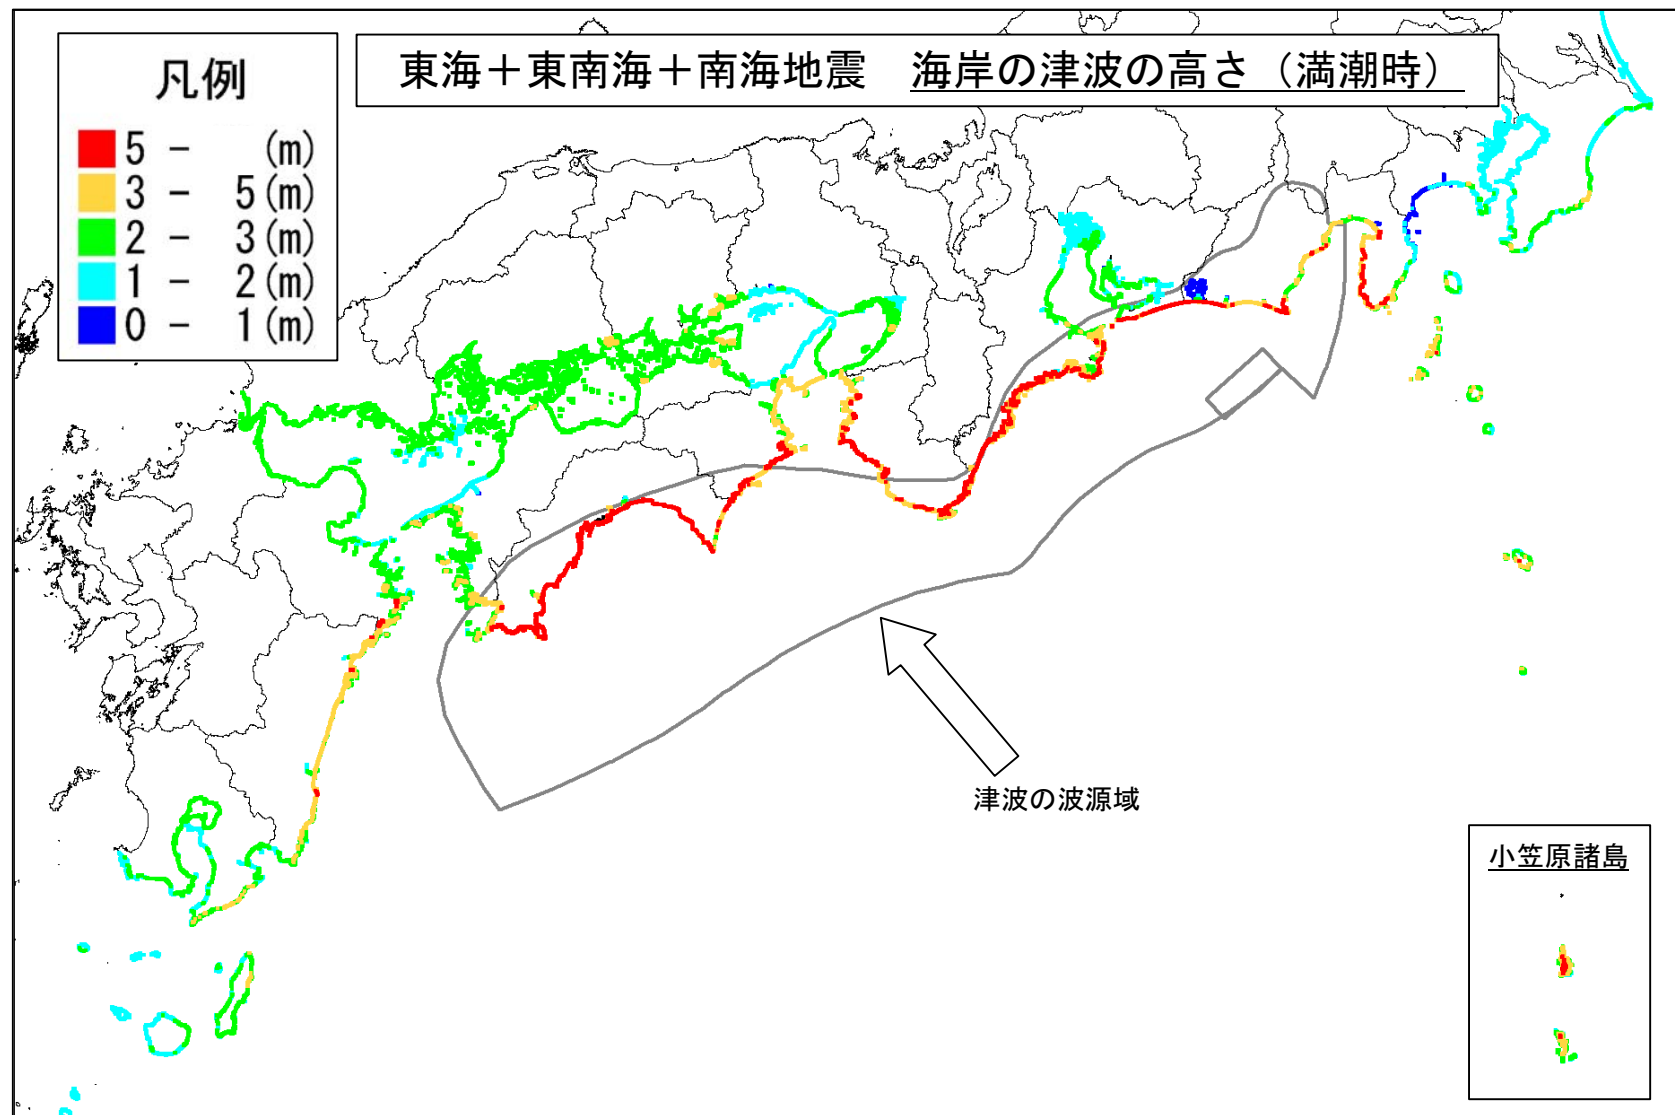 東海＋東南海＋南海地震　海岸の津波の高さ（満潮時）
凡例
5 −　　(m)
3 −　5(m)
2 −　3(m)
1 −　2(m)
0 −　1(m)
津波の波源域
小笠原諸島